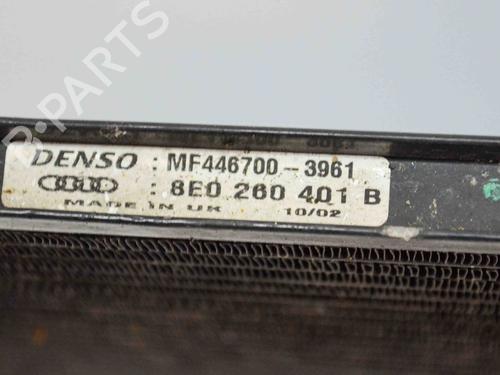 B-PARTS
DENSO : MF446700-3961
: 8E0 260 401 B
MADE IN UK 10/02